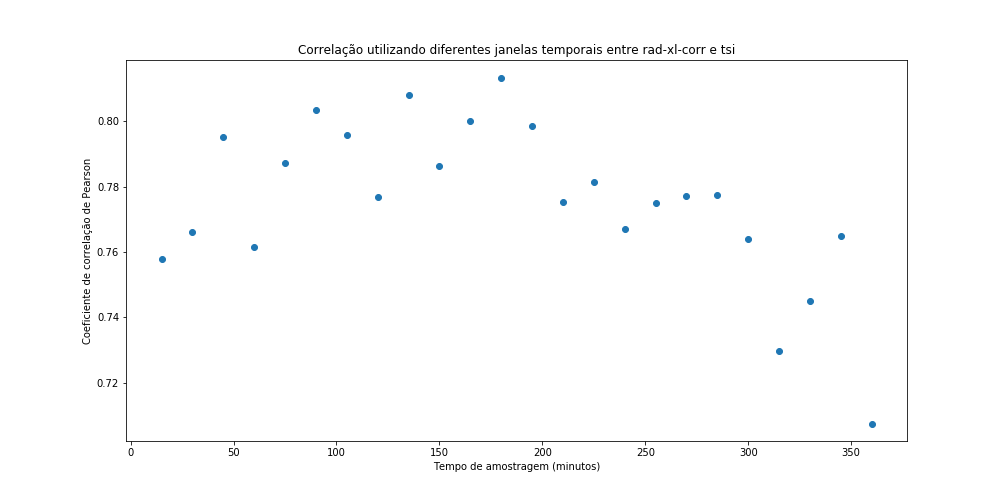 Correlação utilizando diferentes janelas temporais entre rad-xl-corr e tsi
Coeficiente de correlação de Pearson
0.80
0.78
0.76
0.74
0.72
0 50 100 150 200 250 300 350
Tempo de amostragem (minutos)